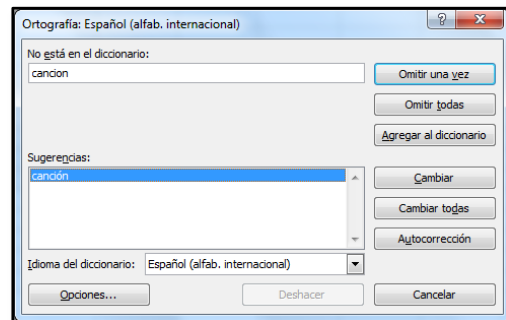 Ortografía: Español (alfab. internacional)
No está en el diccionario:
cancion
Omitir una vez
Omitir todas
Agregar al diccionario
Sugerencias:
canción
Cambiar
Cambiar todas
Autocorrección
Idioma del diccionario: Español (alfab. internacional)
Opciones... Deshacer Cancelar